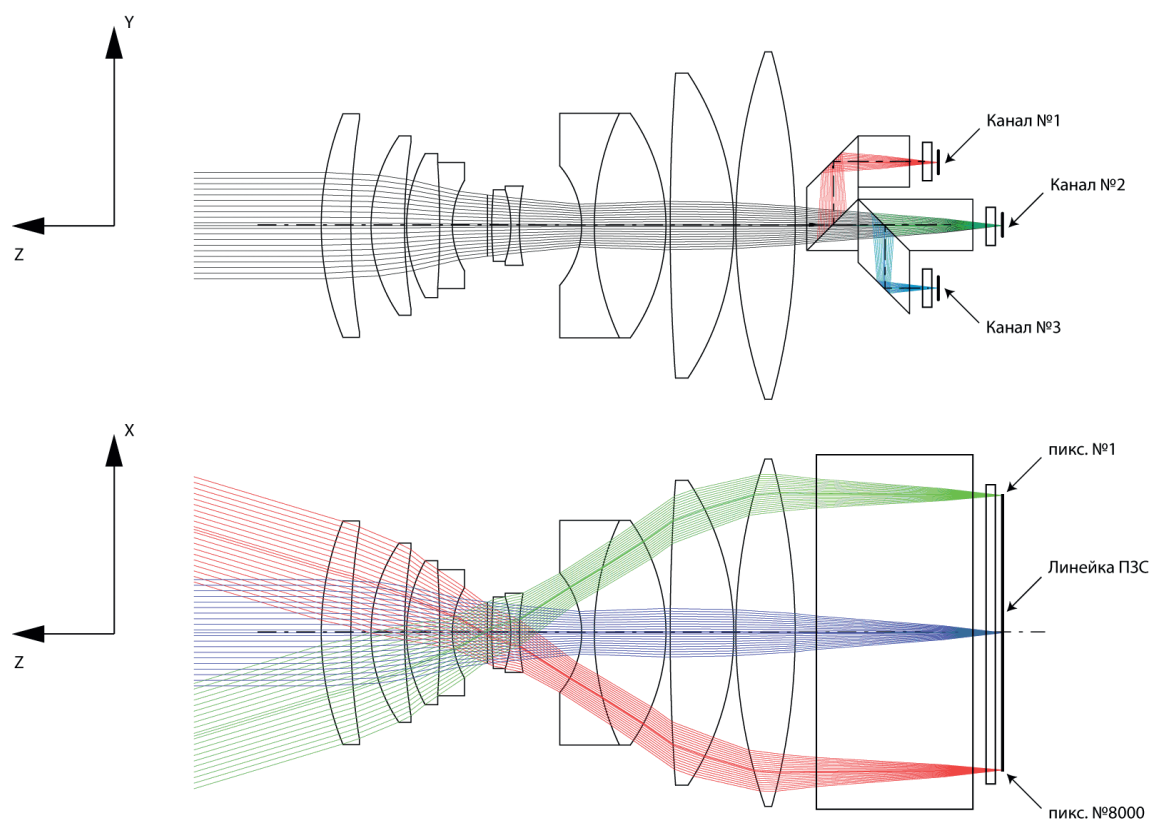 Y
Канал №1
Канал №2
Z
Канал №3
X
пикс. №1
Линейка ПЗС
Z
пикс. №8000